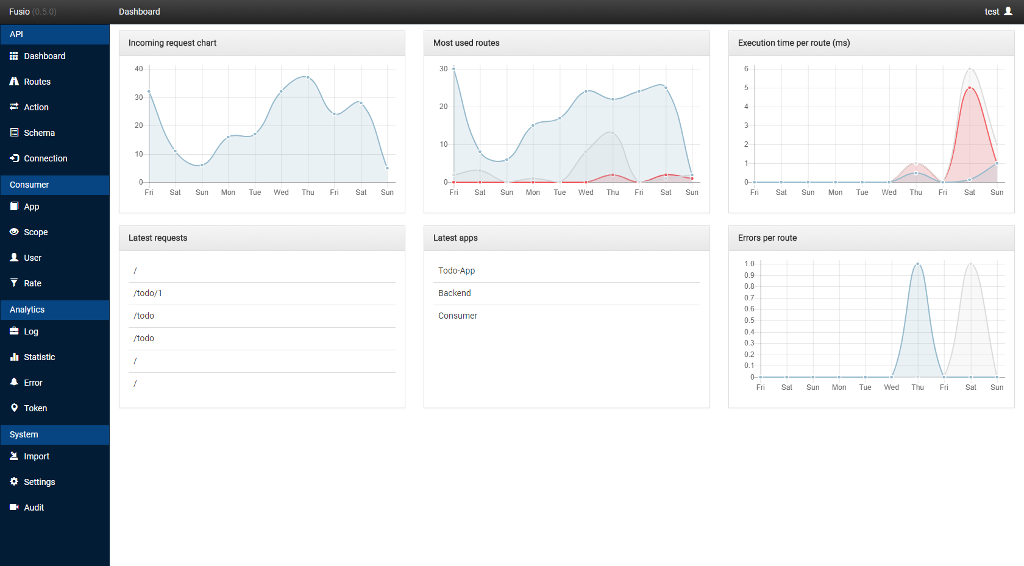 Fusio (0.5.0)
Dashboard
test
API
Dashboard
Routes
Action
Schema
Connection
Consumer
App
Scope
User
Rate
Analytics
Log
Statistic
Error
Token
System
Import
Settings
Audit
Incoming request chart
40
30
20
10
0
Fri Sat Sun Mon Tue Wed Thu Fri Sat Sun
Most used routes
30
20
10
0
Fri Sat Sun Mon Tue Wed Thu Fri Sat Sun
Execution time per route (ms)
6
5
4
3
2
1
0
Fri Sat Sun Mon Tue Wed Thu Fri Sat Sun
Latest requests
/
/todo/1
/todo
/todo
/
/
Latest apps
Todo-App
Backend
Consumer
Errors per route
1.0
0.9
0.8
0.7
0.6
0.5
0.4
0.3
0.2
0.1
0
Fri Sat Sun Mon Tue Wed Thu Fri Sat Sun